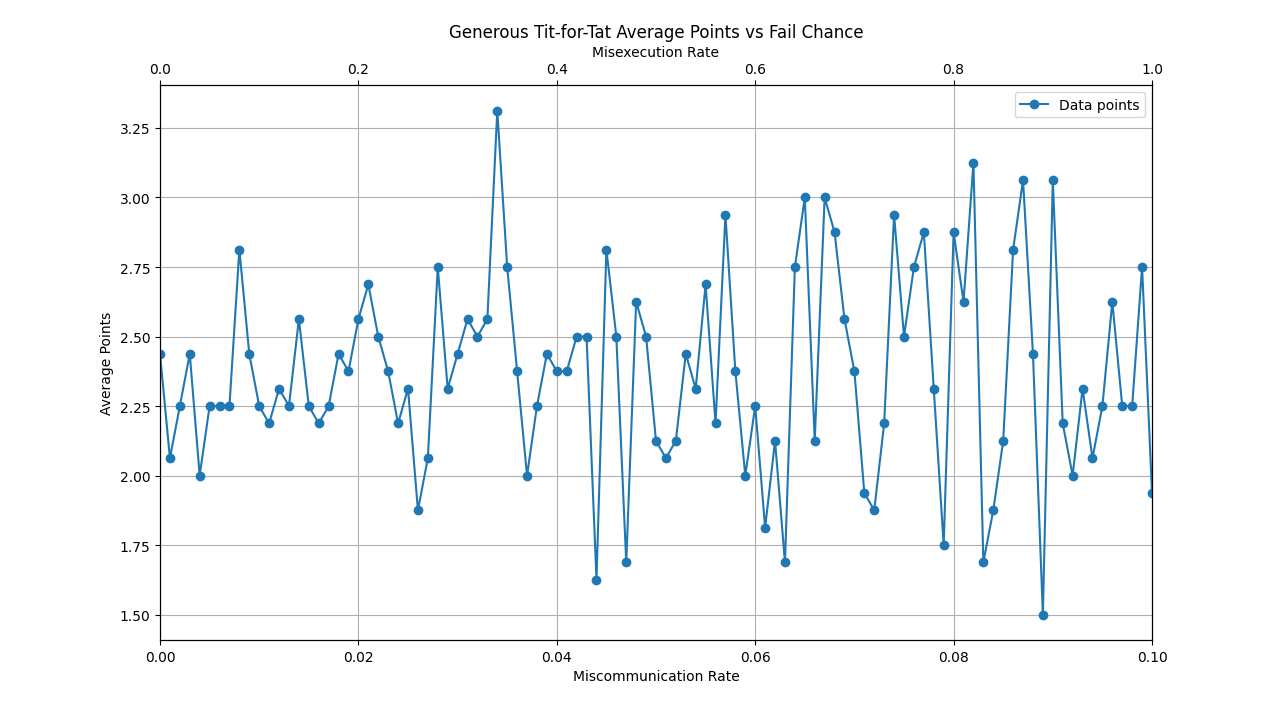 Generous Tit-for-Tat Average Points vs Fail Chance
Misexecution Rate
0.0 0.2 0.4 0.6 0.8 1.0
Data points
3.25
3.00
2.75
2.50
2.25
2.00
1.75
1.50
Average Points
0.00 0.02 0.04 0.06 0.08 0.10
Miscommunication Rate